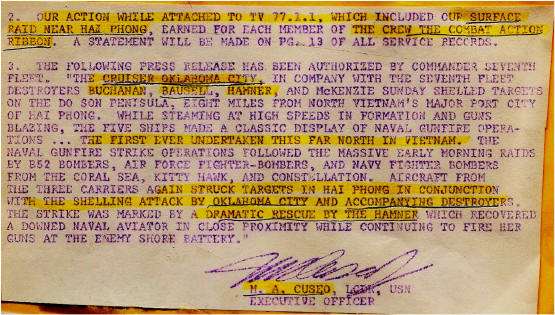 2. OUR ACTION WHILE ATTACHED TO TU 77.1.1, WHICH INCLUDED OUR SURFACE
RAID NEAR HAI PHONG, EARNED FOR EACH MEMBER OF THE CREW THE COMBAT ACTION
RIBBON. A STATEMENT WILL BE MADE ON PG. 13 OF ALL SERVICE RECORDS.
3. THE FOLLOWING PRESS RELEASE HAS BEEN AUTHORIZED BY COMMANDER SEVENTH
FLEET. "THE CRUISER OKLAHOMA CITY, IN COMPANY WITH THE SEVENTH FLEET
DESTROYERS BUCHANAN, BAUSELL, HAMNER, AND McKENZIE SUNDAY SHELLED TARGETS
ON THE DO SON PENISULA, EIGHT MILES FROM NORTH VIETNAM'S MAJOR PORT CITY
OF HAI PHONG. WHILE STEAMING AT HIGH SPEEDS IN FORMATION AND GUNS
BLAZING, THE FIVE SHIPS MADE A CLASSIC DISPLAY OF NAVAL GUNFIRE OPERA-
TIONS ... THE FIRST EVER UNDERTAKEN THIS FAR NORTH IN VIETNAM. THE
NAVAL GUNFIRE STRIKE OPERATIONS FOLLOWED THE MASSIVE EARLY MORNING RAIDS
BY B52 BOMBERS, AIR FORCE FIGHTER-BOMBERS, AND NAVY FIGHTER BOMBERS
FROM THE CORAL SEA, KITTY HAWK, AND CONSTELLATION. AIRCRAFT FROM
THE THREE CARRIERS AGAIN STRUCK TARGETS IN HAI PHONG IN CONJUNCTION
WITH THE SHELLING ATTACK BY OKLAHOMA CITY AND ACCOMPANYING DESTROYERS.
THE STRIKE WAS MARKED BY A DRAMATIC RESCUE BY THE HAMNER WHICH RECOVERED
A DOWNED NAVAL AVIATOR IN CLOSE PROXIMITY WHILE CONTINUING TO FIRE HER
GUNS AT THE ENEMY SHORE BATTERY."
M. A. CUSEO, LCDR, USN
EXECUTIVE OFFICER